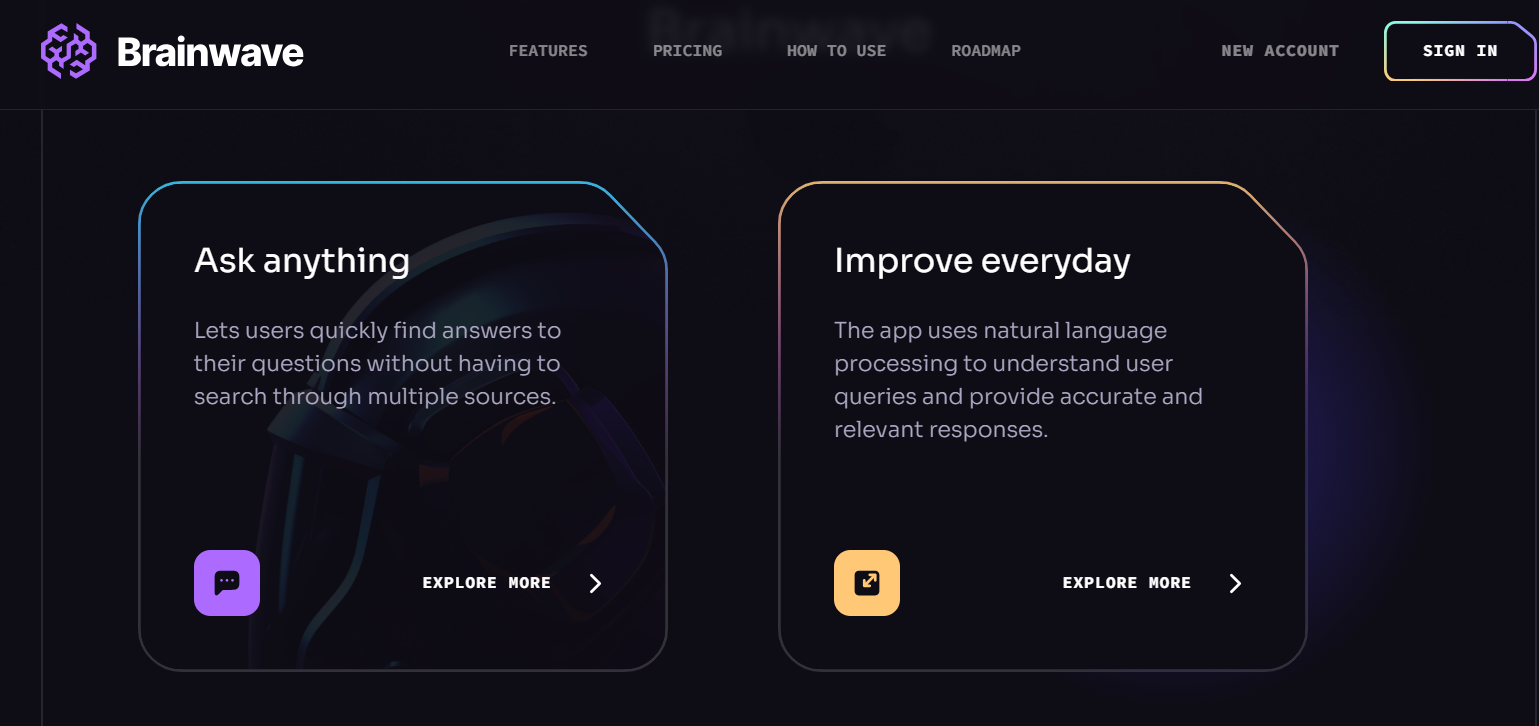 Brainwave
Brainwave
FEATURES
PRICING
HOW TO USE
ROADMAP
NEW ACCOUNT
SIGN IN
Ask anything
Lets users quickly find answers to
their questions without having to
search through multiple sources.
EXPLORE MORE
Improve everyday
The app uses natural language
processing to understand user
queries and provide accurate and
relevant responses.
EXPLORE MORE